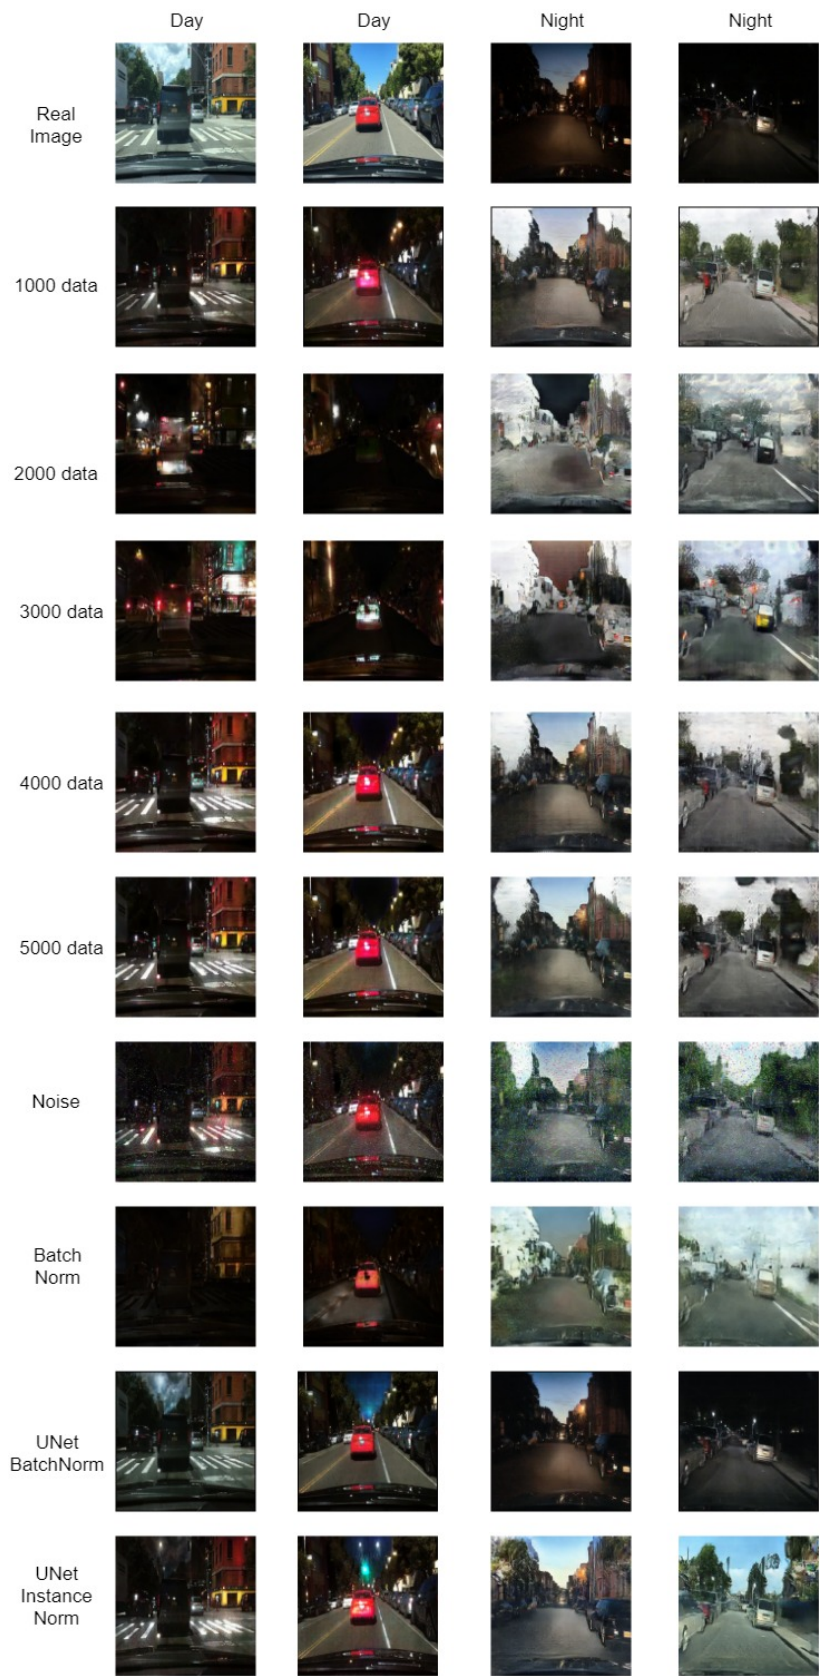 Day Day Night Night
Real
Image
1000 data
2000 data
3000 data
4000 data
5000 data
Noise
Batch
Norm
UNet
BatchNorm
UNet
Instance
Norm